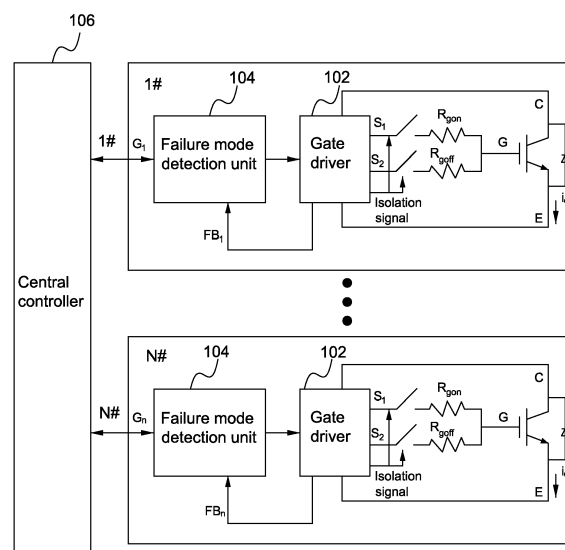 106
1#
104
102
C
1#
G1
Failure mode
detection unit
Gate
driver
S1
Rgon
G
S2
Rgoff
Isolation
signal
E
FB1
Central
controller
N#
104
102
C
N#
Gn
Failure mode
detection unit
Gate
driver
S1
Rgon
G
S2
Rgoff
Isolation
signal
E
FBn